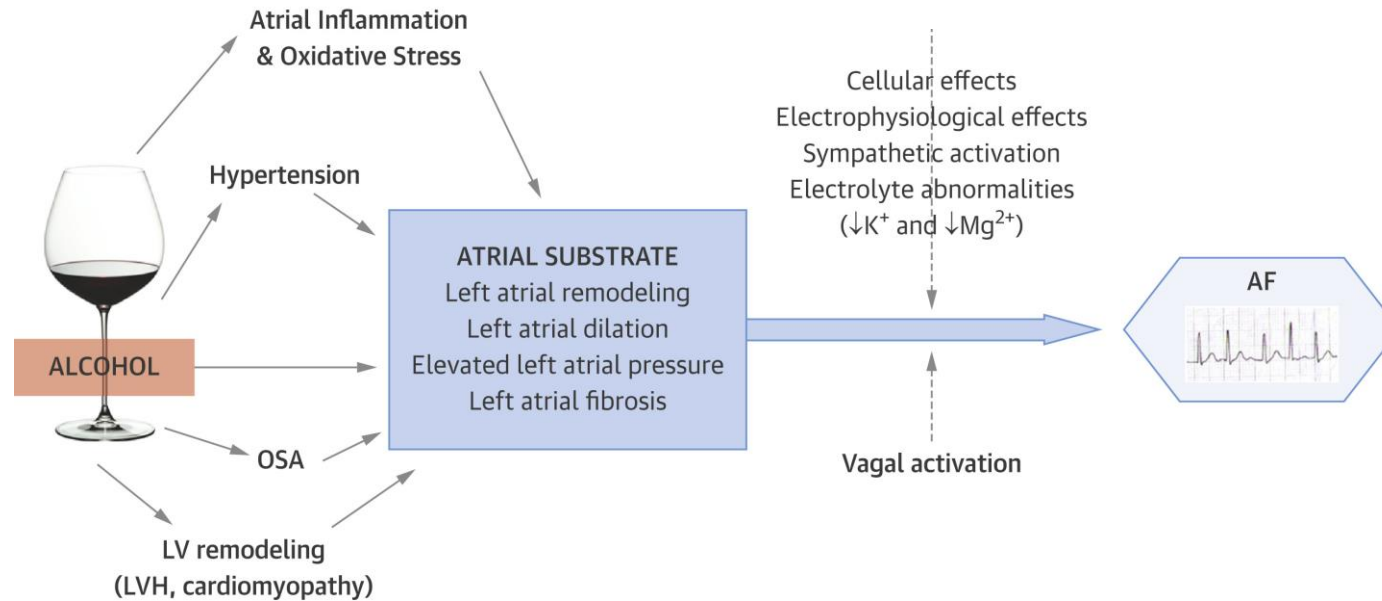 Atrial Inflammation
& Oxidative Stress
Hypertension
ALCOHOL
OSA
LV remodeling
(LVH, cardiomyopathy)
ATRIAL SUBSTRATE
Left atrial remodeling
Left atrial dilation
Elevated left atrial pressure
Left atrial fibrosis
Cellular effects
Electrophysiological effects
Sympathetic activation
Electrolyte abnormalities
(↓K⁺ and ↓Mg²⁺)
Vagal activation
AF